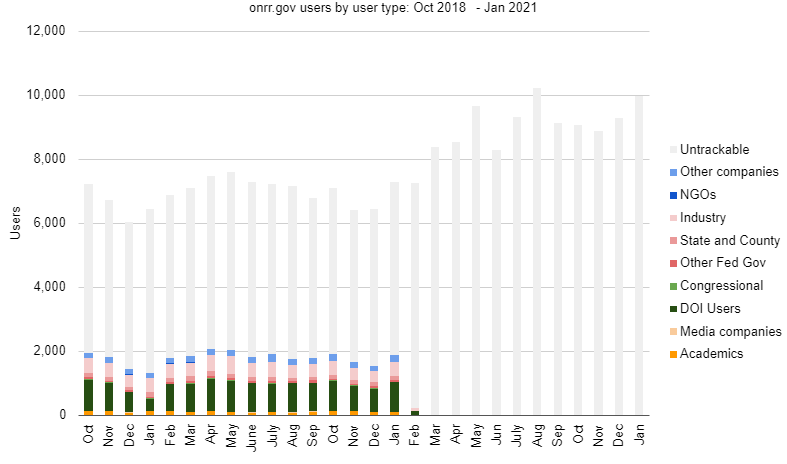 onrr.gov users by user type: Oct 2018 - Jan 2021
12,000
10,000
8,000
6,000
4,000
2,000
0
Users
Oct
Nov
Dec
Jan
Feb
Mar
Apr
May
June
July
Aug
Sep
Oct
Nov
Dec
Jan
Feb
Mar
Apr
May
Jun
July
Aug
Sep
Oct
Nov
Dec
Jan
Untrackable
Other companies
NGOs
Industry
State and County
Other Fed Gov
Congressional
DOI Users
Media companies
Academics